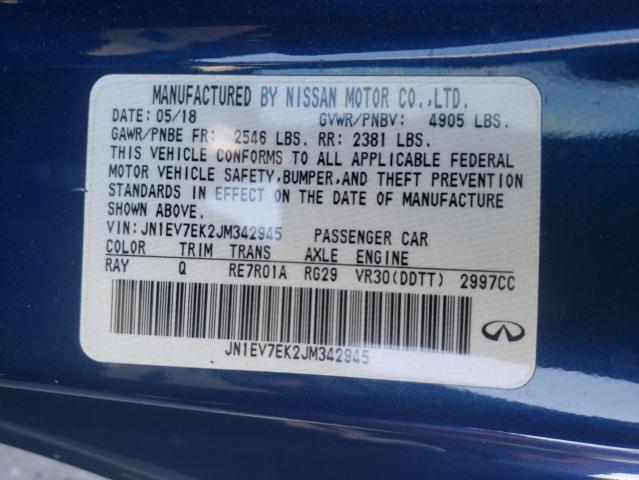 MANUFACTURED BY NISSAN MOTOR CO.,LTD.
DATE: 05/18 GVWR/PNBV: 4905 LBS.
GAWR/PNBE FR: 2546 LBS. RR: 2381 LBS.
THIS VEHICLE CONFORMS TO ALL APPLICABLE FEDERAL
MOTOR VEHICLE SAFETY,BUMPER,AND THEFT PREVENTION
STANDARDS IN EFFECT ON THE DATE OF MANUFACTURE
SHOWN ABOVE.
VIN: JN1EV7EK2JM342945 PASSENGER CAR
COLOR TRIM TRANS AXLE ENGINE
RAY Q RE7R01A RG29 VR30(DDTT) 2997CC
JN1EV7EK2JM342945